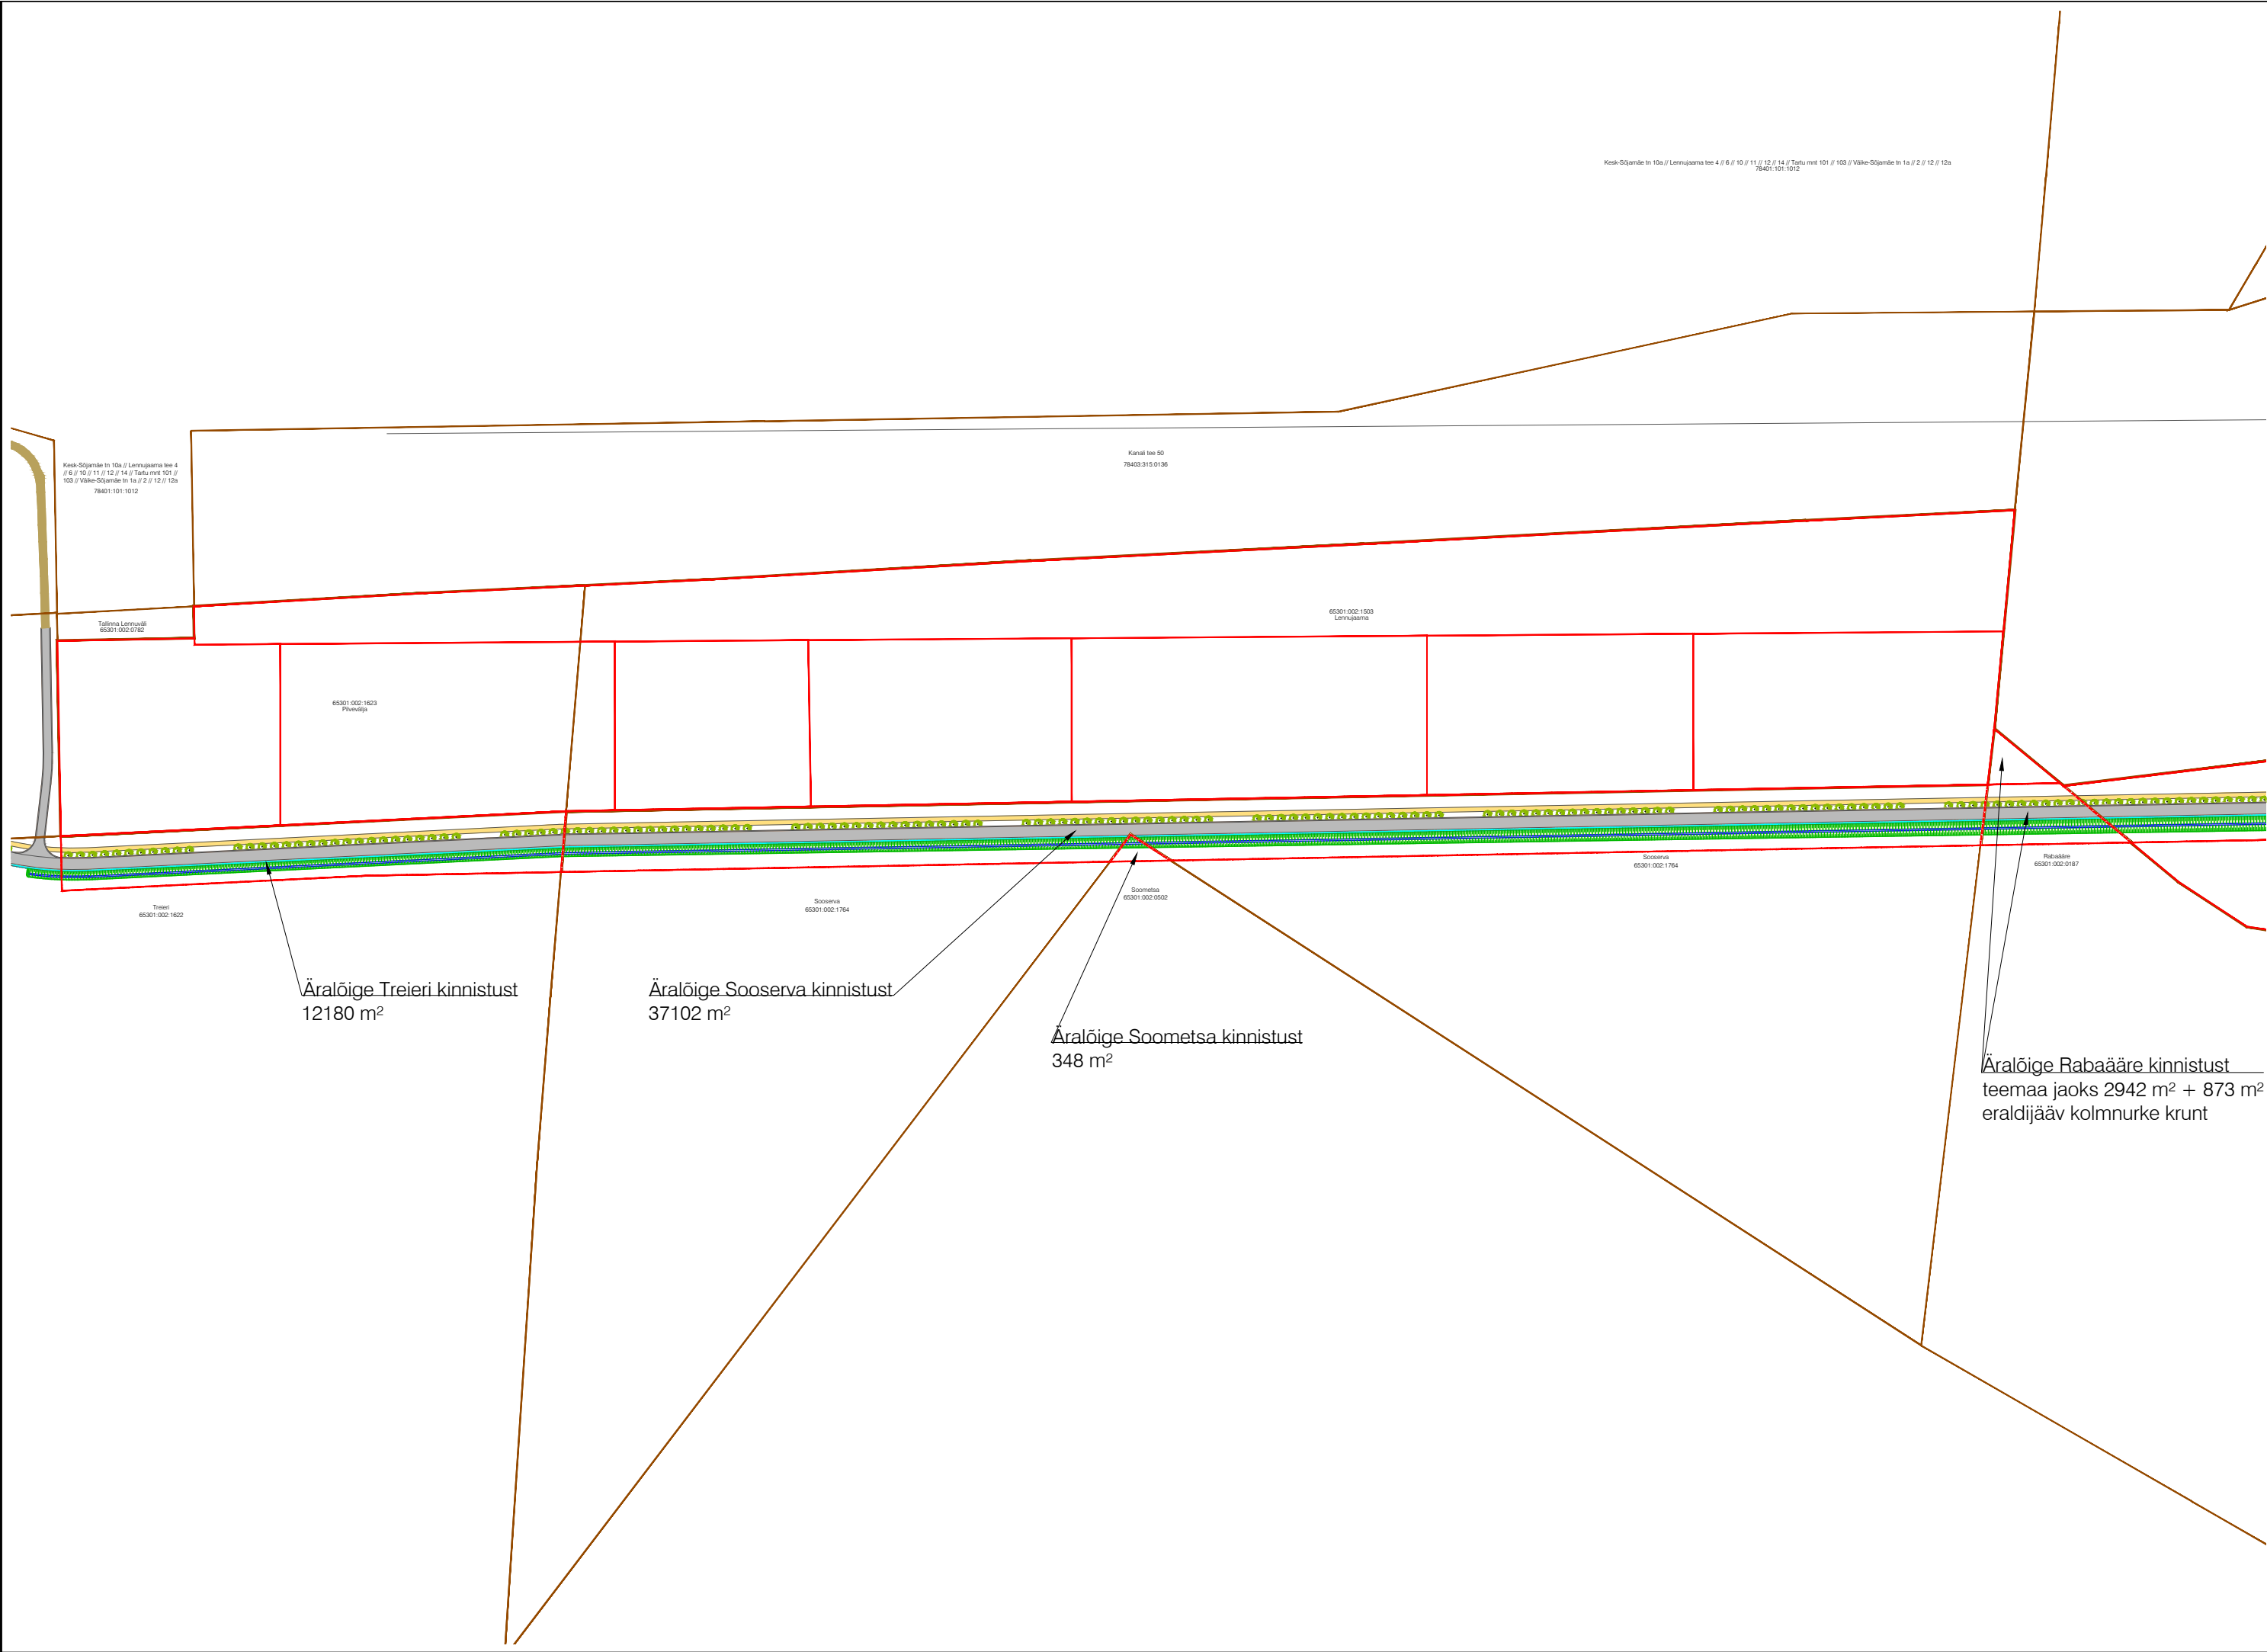 Kesk-Sõjamäe tn 10a // Lennujaama tee 4 // 6 // 10 // 11 // 12 // 14 // Tartu mnt 101 // 103 // Väike-Sõjamäe tn 1a // 2 // 12 // 12a
78401:101:1012
Kesk-Sõjamäe tn 10a // Lennujaama tee 4
// 6 // 10 // 11 // 12 // 14 // Tartu mnt 101 //
103 // Väike-Sõjamäe tn 1a // 2 // 12 // 12a
78401:101:1012
Kanali tee 50
78403:315:0136
Tallinna Lennuväli
65301:002:0782
65301:002:1503
Lennujaama
65301:002:1623
Pilvevälja
Treieri
65301:002:1622
Sooserva
65301:002:1764
Soometsa
65301:002:0502
Sooserva
65301:002:1764
Rabaääre
65301:002:0187
Äralõige Treieri kinnistust
12180 m²
Äralõige Sooserva kinnistust
37102 m²
Äralõige Soometsa kinnistust
348 m²
Äralõige Rabaääre kinnistust
teemaa jaoks 2942 m² + 873 m²
eraldijääv kolmnurke krunt